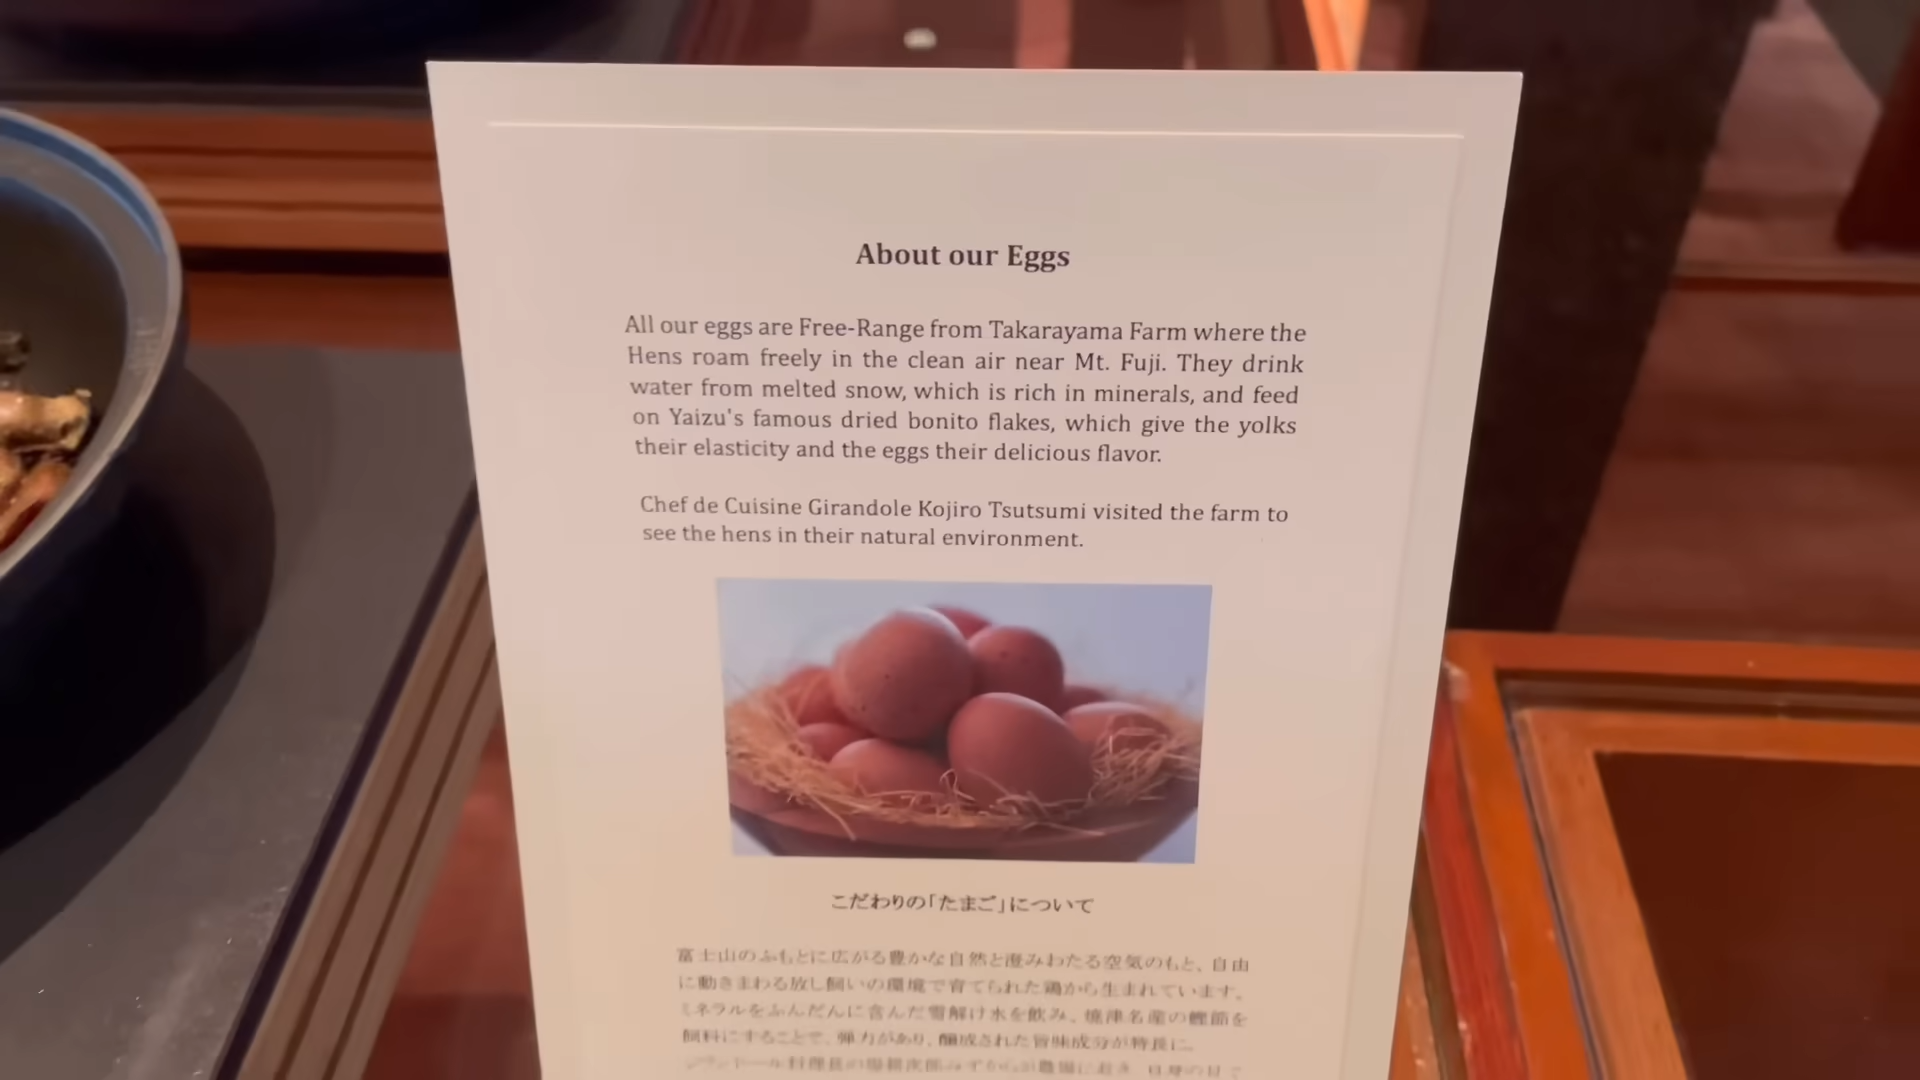 About our Eggs
All our eggs are Free-Range from Takarayama Farm where the
Hens roam freely in the clean air near Mt. Fuji. They drink
water from melted snow, which is rich in minerals, and feed
on Yaizu's famous dried bonito flakes, which give the yolks
their elasticity and the eggs their delicious flavor.
Chef de Cuisine Girandole Kojiro Tsutsumi visited the farm to
see the hens in their natural environment.
こだわりの「たまご」について
富士山のふもとに広がる豊かな自然と澄みわたる空気のもと、自由
に動きまわる放し飼いの環境で育てられた鶏から生まれています。
ミネラルをふんだんに含んだ雪解け水を飲み、焼津名産の鰹節を
飼料にすることで、弾力があり、醸成された旨味成分が特長に。